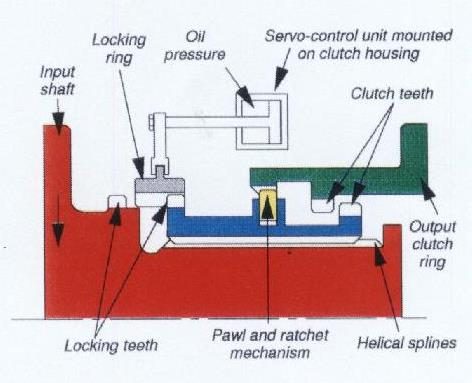 Locking
ring
Oil
pressure
Servo-control unit mounted
on clutch housing
Input
shaft
Clutch teeth
Output
clutch
ring
Locking teeth
Pawl and ratchet
mechanism
Helical splines